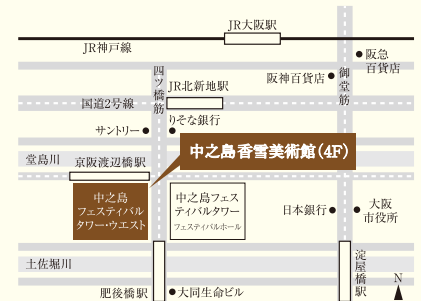 JR大阪駅
JR神戸線
阪急
百貨店
四ツ橋筋
阪神百貨店
御堂筋
JR北新地駅
国道2号線
りそな銀行
サントリー
中之島香雪美術館(4F)
堂島川
京阪渡辺橋駅
中之島
フェスティバル
タワー・ウエスト
中之島フェス
ティバルタワー
フェスティバルホール
日本銀行
大阪
市役所
土佐堀川
淀屋橋駅
N
肥後橋駅
大同生命ビル